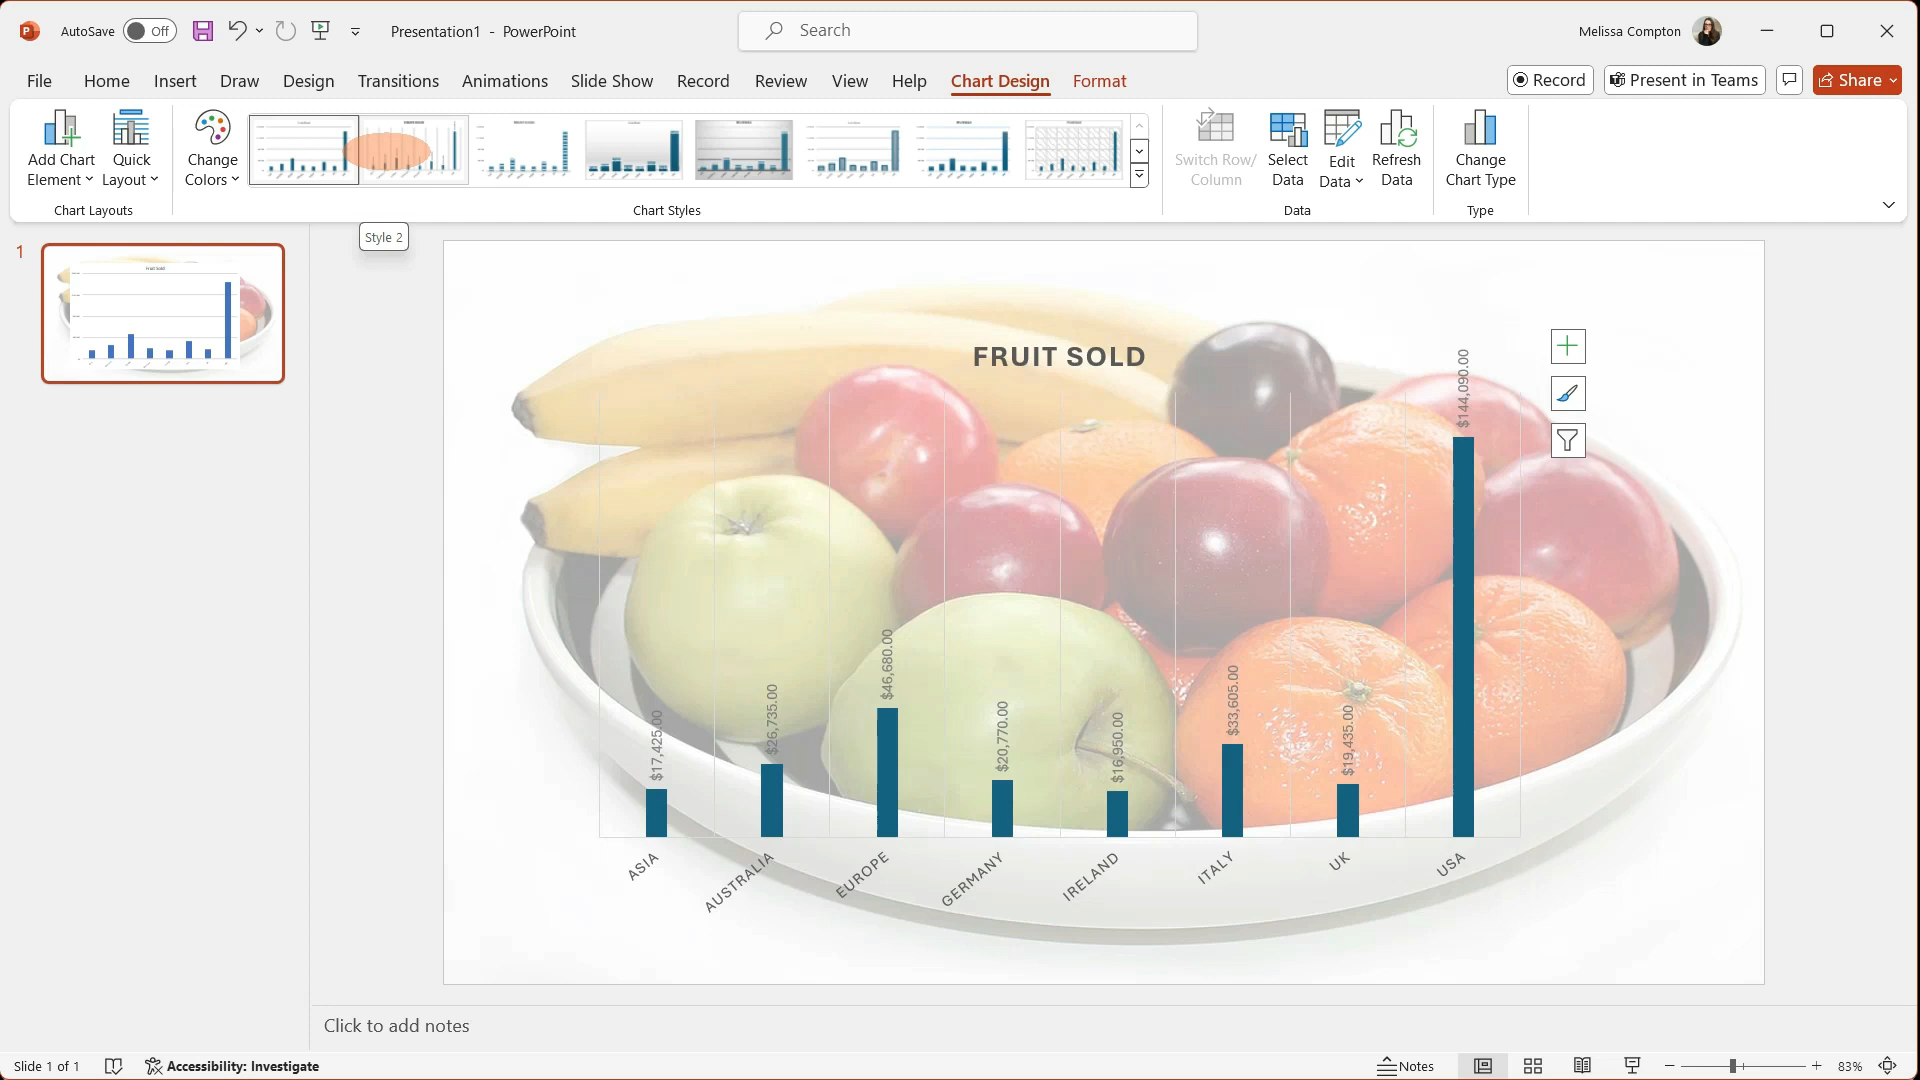 AutoSave Off Presentation1 - PowerPoint Search Melissa Compton
File Home Insert Draw Design Transitions Animations Slide Show Record Review View Help Chart Design Format Record Present in Teams Share
Add Chart Element
Quick Layout
Chart Layouts
Change Colors
Chart Styles
Switch Row/ Column
Select Data
Edit Data
Refresh Data
Data
Change Chart Type
Type
Style 2
1
FRUIT SOLD
$17,425.00
$26,735.00
$46,680.00
$20,770.00
$16,950.00
$33,605.00
$19,435.00
$144,090.00
ASIA
AUSTRALIA
EUROPE
GERMANY
IRELAND
ITALY
UK
USA
Click to add notes
Slide 1 of 1 Accessibility: Investigate Notes 83%